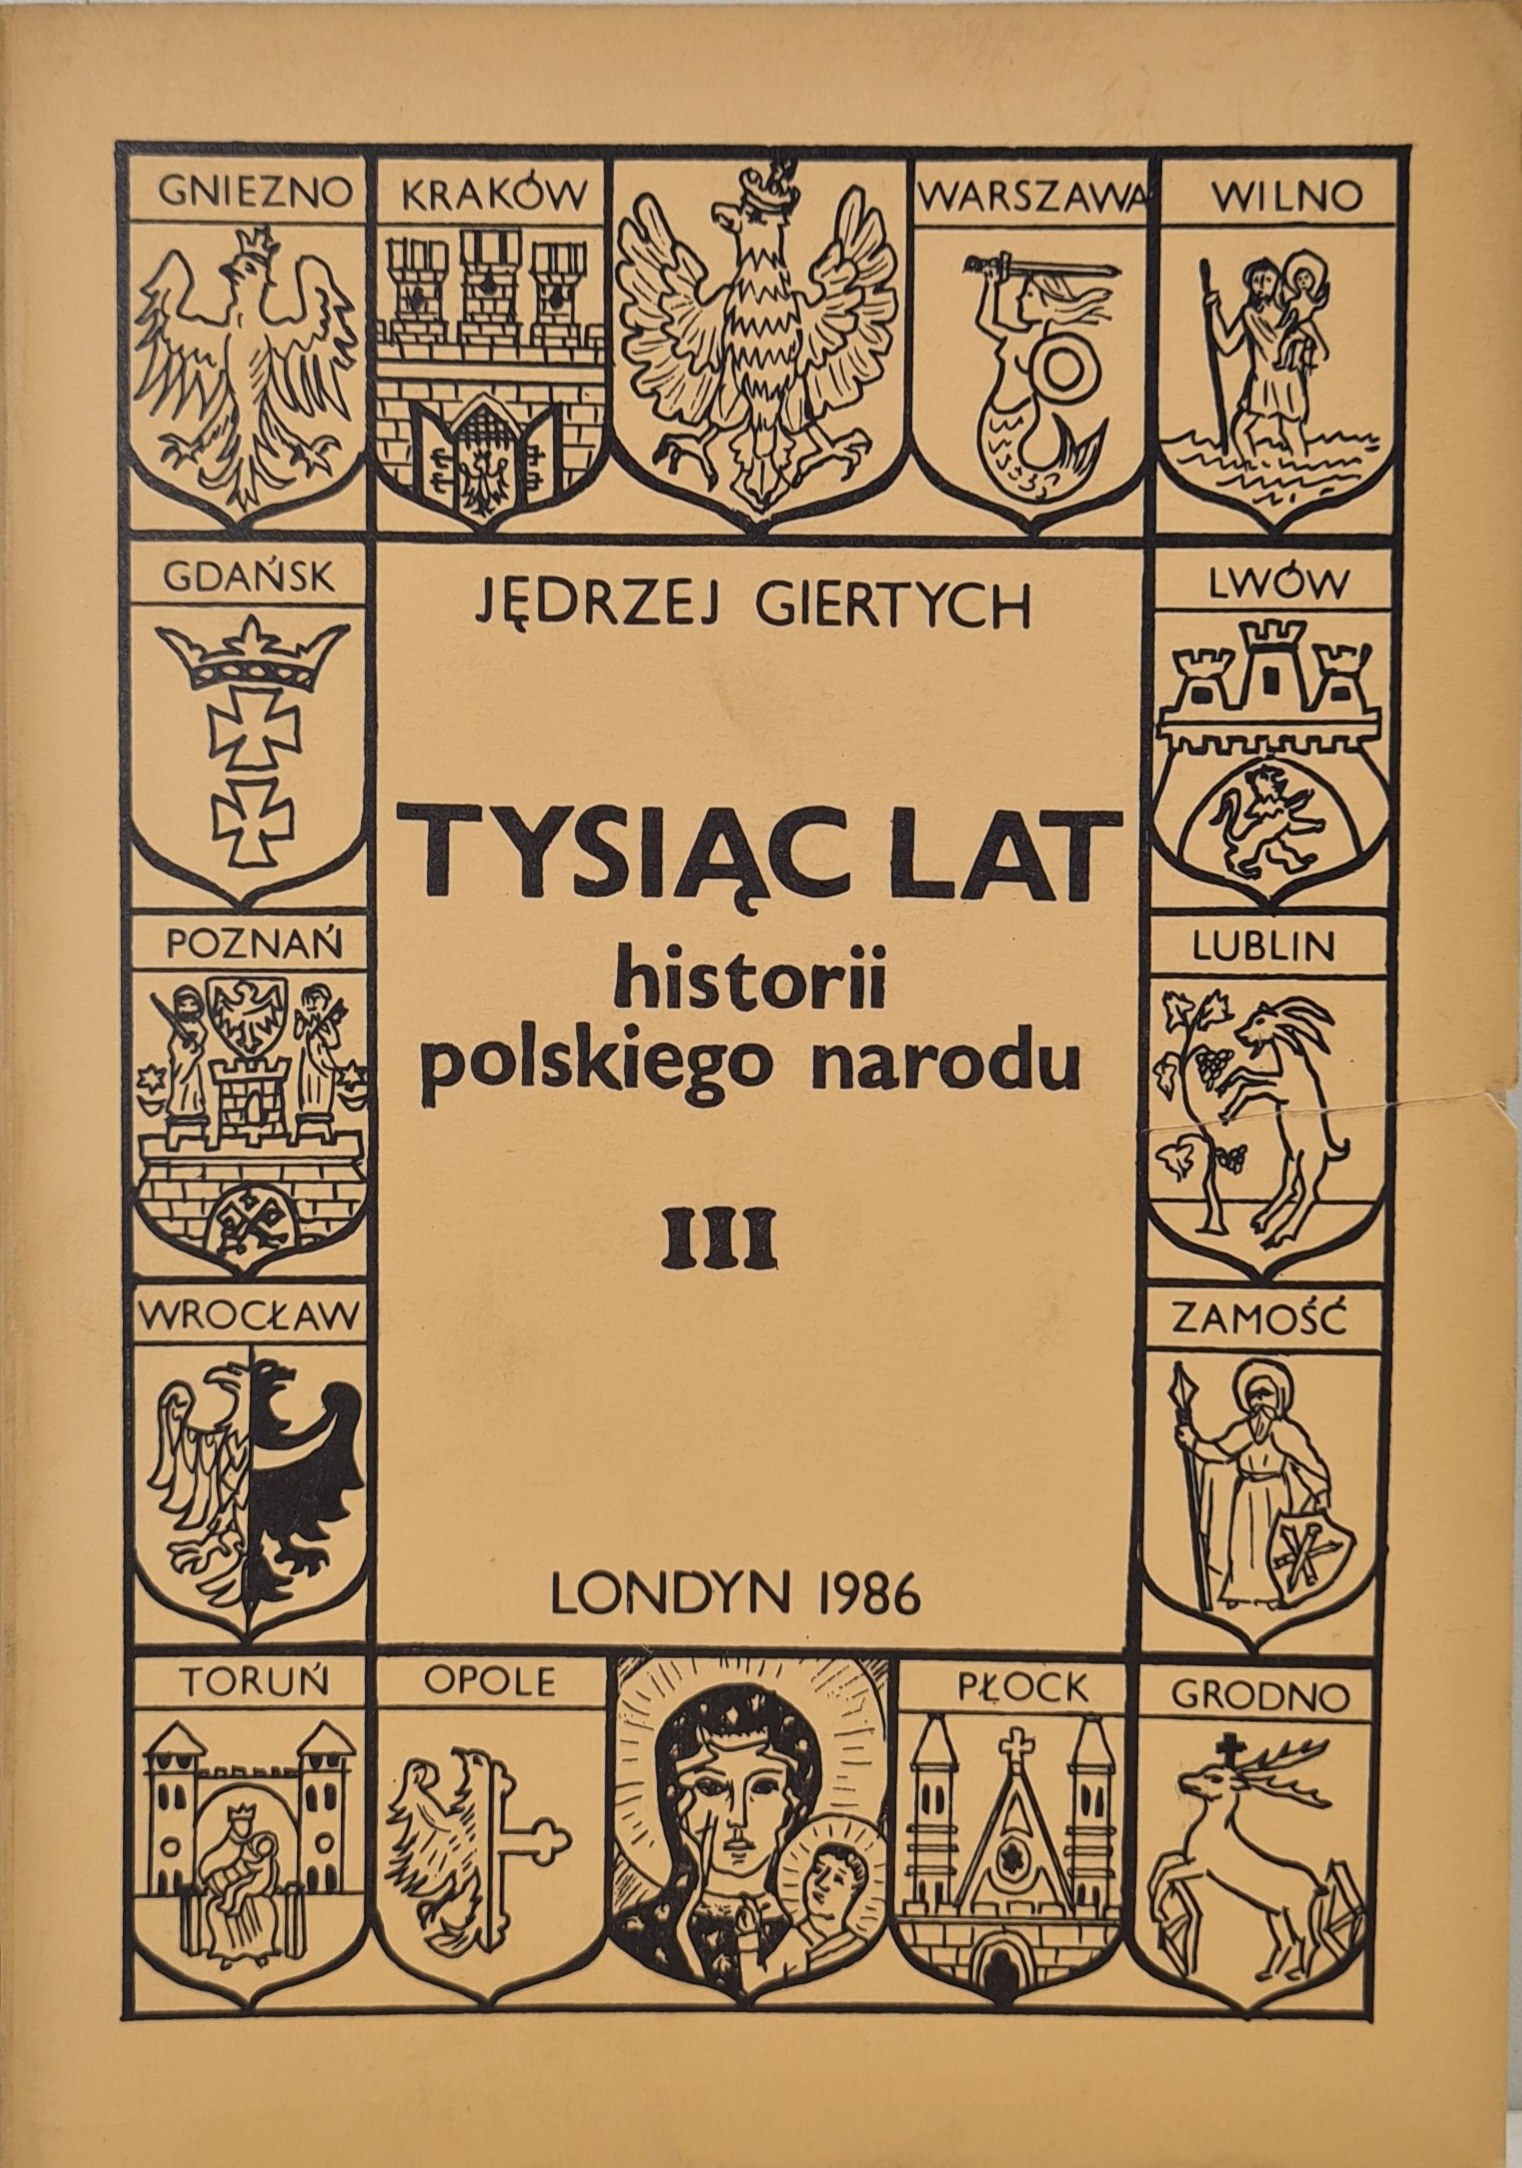 GNIEZNO
KRAKÓW
WARSZAWA
WILNO
GDAŃSK
JĘDRZEJ GIERTYCH
LWÓW
TYSIĄC LAT
POZNAŃ
historii
LUBLIN
polskiego narodu
III
WROCŁAW
ZAMOŚĆ
LONDYN 1986
TORUŃ
OPOLE
PŁOCK
GRODNO